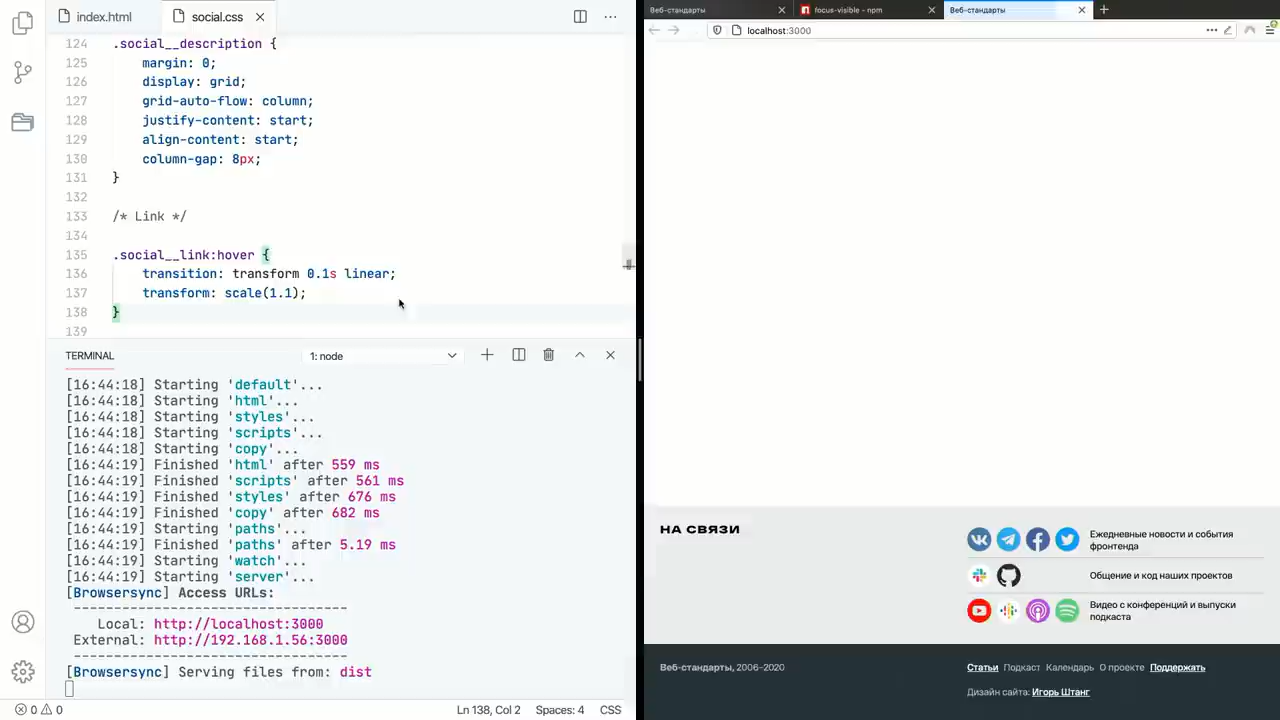 index.html
social.css
124 .social__description {
125 margin: 0;
126 display: grid;
127 grid-auto-flow: column;
128 justify-content: start;
129 align-content: start;
130 column-gap: 8px;
131 }
132
133 /* Link */
134
135 .social__link:hover {
136 transition: transform 0.1s linear;
137 transform: scale(1.1);
138 }
139
TERMINAL
1: node
[16:44:18] Starting 'default'...
[16:44:18] Starting 'html'...
[16:44:18] Starting 'styles'...
[16:44:18] Starting 'scripts'...
[16:44:18] Starting 'copy'...
[16:44:19] Finished 'html' after 559 ms
[16:44:19] Finished 'scripts' after 561 ms
[16:44:19] Finished 'styles' after 676 ms
[16:44:19] Finished 'copy' after 682 ms
[16:44:19] Starting 'paths'...
[16:44:19] Finished 'paths' after 5.19 ms
[16:44:19] Starting 'watch'...
[16:44:19] Starting 'server'...
[Browsersync] Access URLs:
----------------------------------
Local: http://localhost:3000
External: http://192.168.1.56:3000
----------------------------------
[Browsersync] Serving files from: dist
0 0
Ln 138, Col 2
Spaces: 4
CSS
Веб-стандарты
focus-visible - npm
Веб-стандарты
localhost:3000
НА СВЯЗИ
Ежедневные новости и события
фронтенда
Общение и код наших проектов
Видео с конференций и выпуски
подкаста
Веб-стандарты, 2006-2020
Статьи Подкаст Календарь О проекте Поддержать
Дизайн сайта: Игорь Штанг